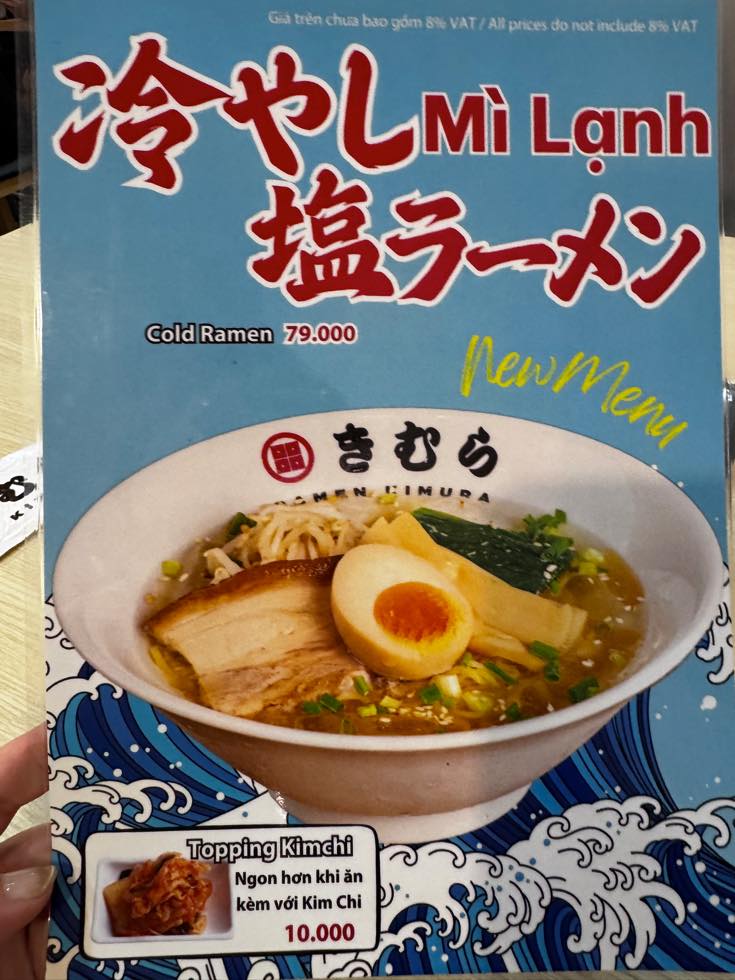 Giá trên chưa bao gồm 8% VAT / All prices do not include 8% VAT
冷やし Mì Lạnh
塩ラーメン
Cold Ramen 79.000
New Menu
きむら
RAMEN KIMURA
Topping Kimchi
Ngon hơn khi ăn
kèm với Kim Chi
10.000